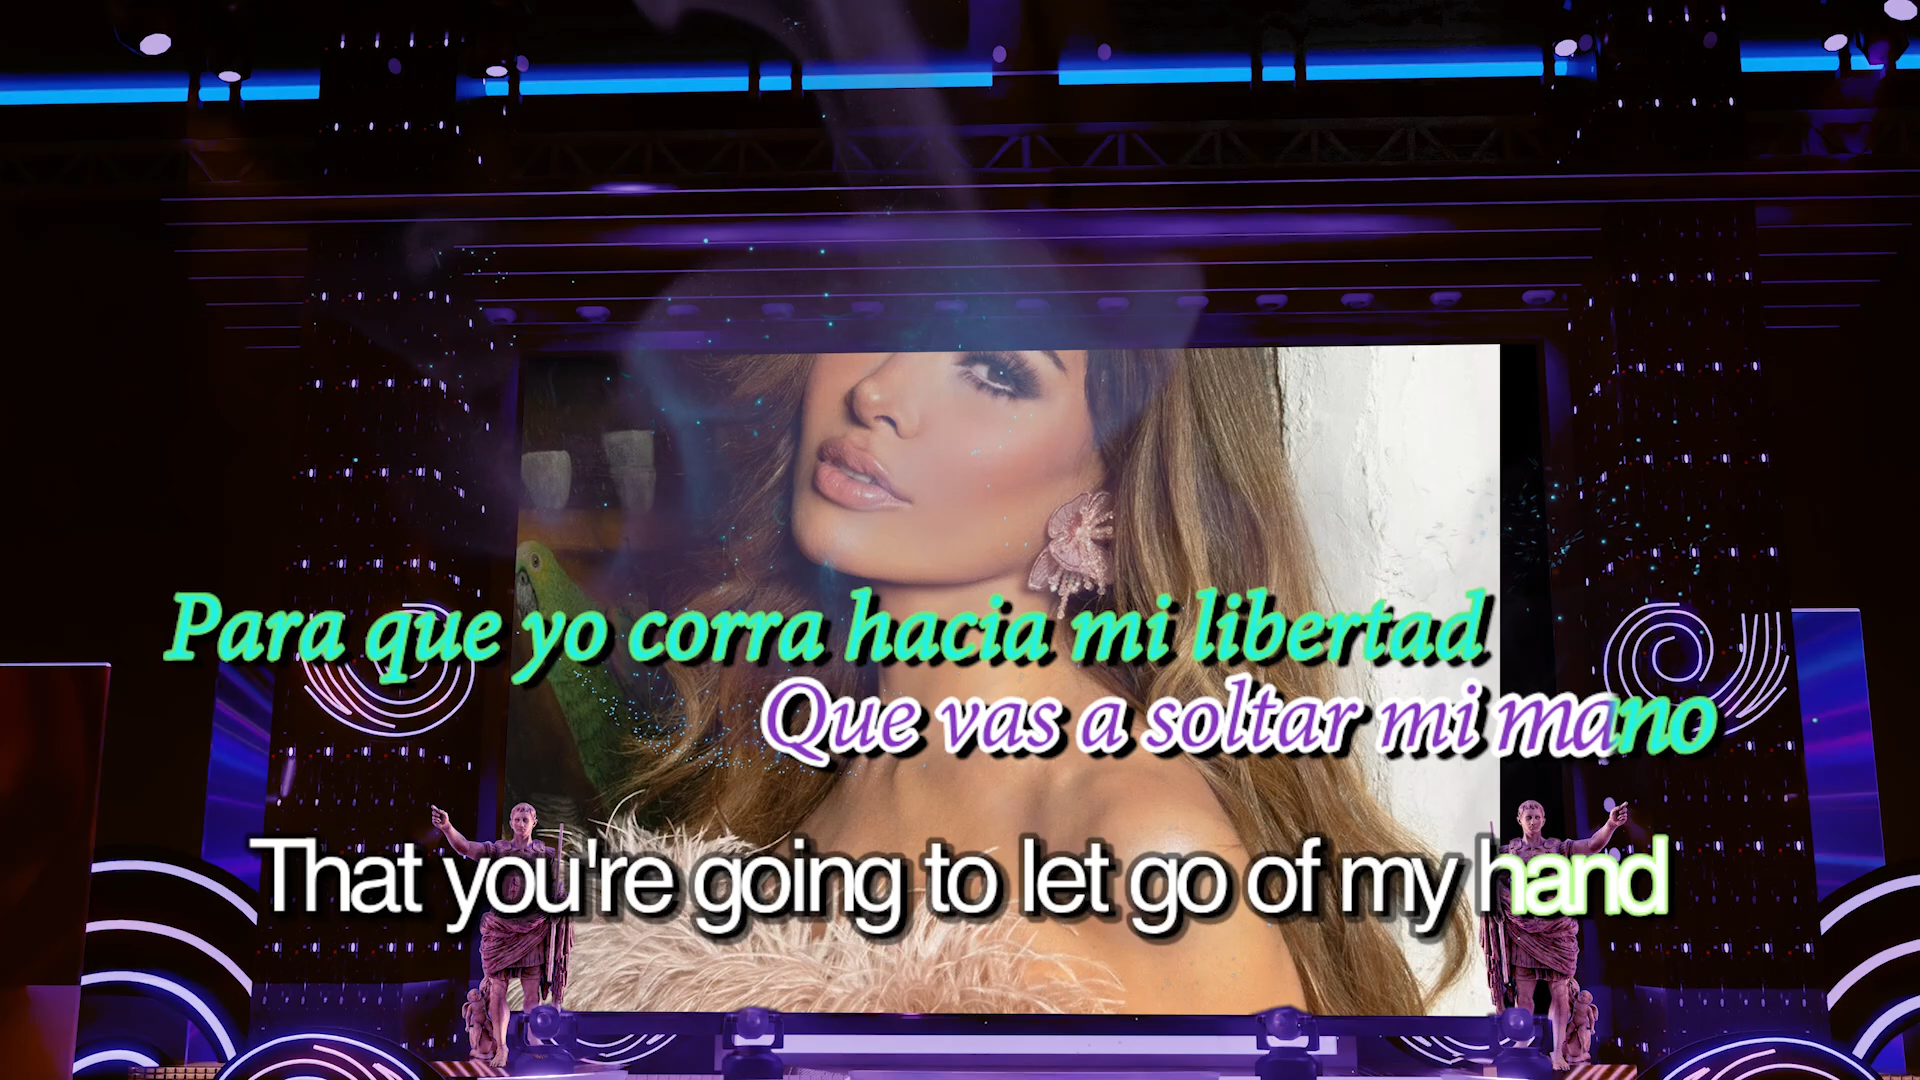 Para que yo corra hacia mi libertad
Que vas a soltar mi mano
That you're going to let go of my hand